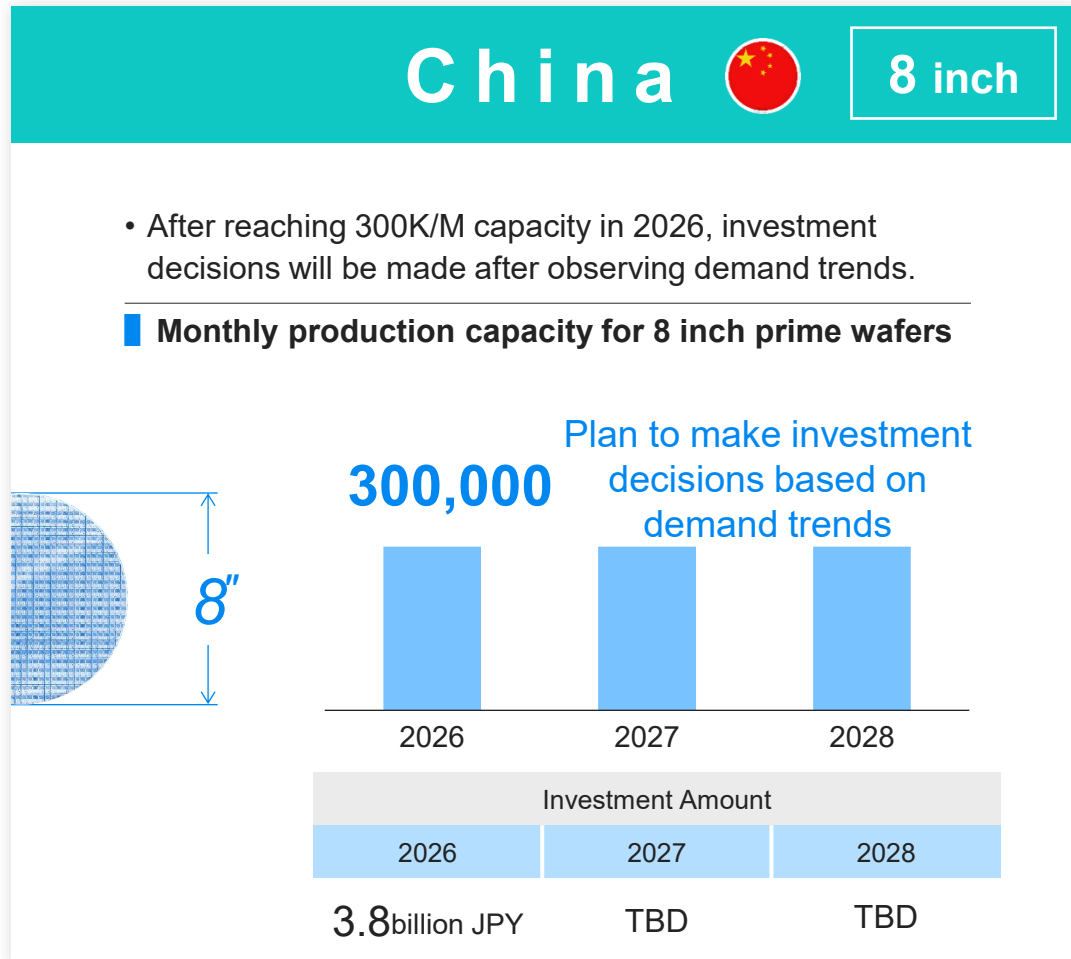 China
8 inch
• After reaching 300K/M capacity in 2026, investment
decisions will be made after observing demand trends.
Monthly production capacity for 8 inch prime wafers
Plan to make investment
decisions based on
demand trends
300,000
8″
2026 2027 2028
Investment Amount
2026 2027 2028
3.8billion JPY TBD TBD